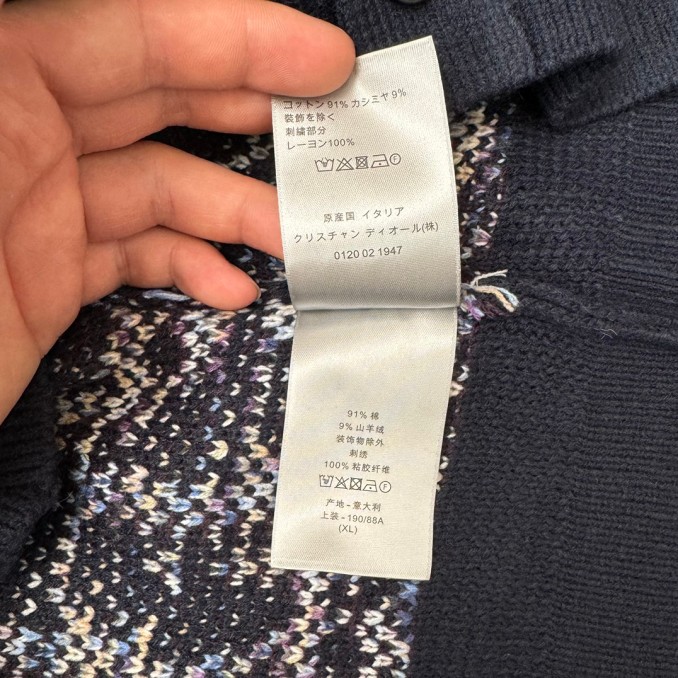 コットン 91% カシミヤ 9%
装飾を除く
刺繍部分
レーヨン100%
F
原産国 イタリア
クリスチャン ディオール(株)
0120 02 1947
91% 棉
9% 山羊绒
装饰物除外
刺绣
100% 粘胶纤维
F
产地 - 意大利
上装 - 190/88A
(XL)